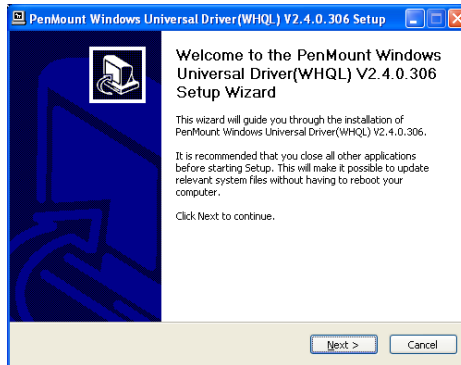 PenMount Windows Universal Driver(WHQL) V2.4.0.306 Setup
Welcome to the PenMount Windows
Universal Driver(WHQL) V2.4.0.306
Setup Wizard
This wizard will guide you through the installation of
PenMount Windows Universal Driver(WHQL) V2.4.0.306.
It is recommended that you close all other applications
before starting Setup. This will make it possible to update
relevant system files without having to reboot your
computer.
Click Next to continue.
Next >
Cancel